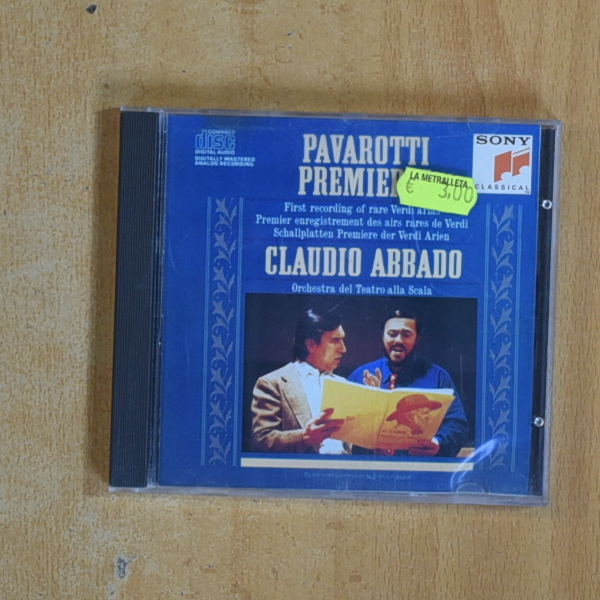 COMPACT
disc
DIGITAL AUDIO
DIGITALLY MASTERED
ANALOG RECORDING
PAVAROTTI
SONY
CLASSICAL
LA METRALLETA
€ 3,00
First recording of rare Verdi arias
Premier enregistrement des airs rares de Verdi
Schallplatten Premiere der Verdi Arien
CLAUDIO ABBADO
Orchestra del Teatro alla Scala